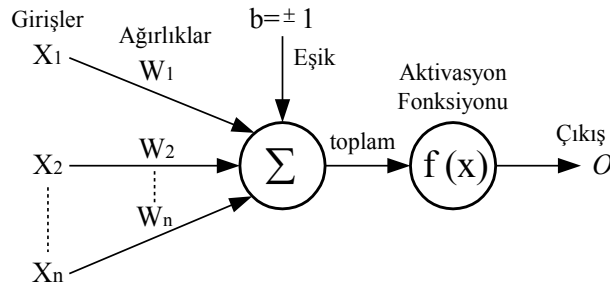 Girişler
Ağırlıklar
b=±1
Eşik
Aktivasyon
Fonksiyonu
X1
W1
X2
W2
Σ
toplam
f (x)
Çıkış
O
Wn
Xn